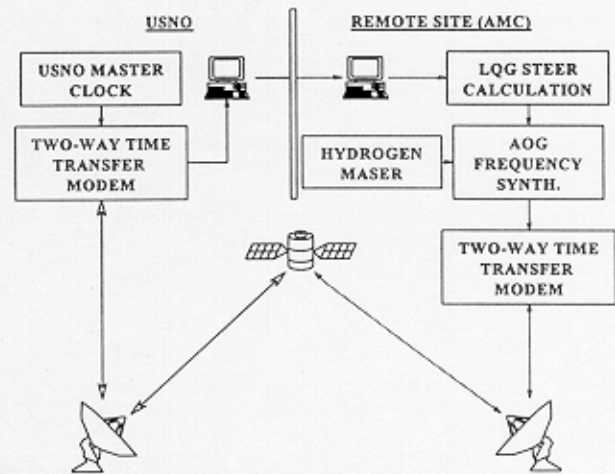 USNO
REMOTE SITE (AMC)
USNO MASTER
CLOCK
LQG STEER
CALCULATION
TWO-WAY TIME
TRANSFER
MODEM
HYDROGEN
MASER
AOG
FREQUENCY
SYNTH.
TWO-WAY TIME
TRANSFER
MODEM